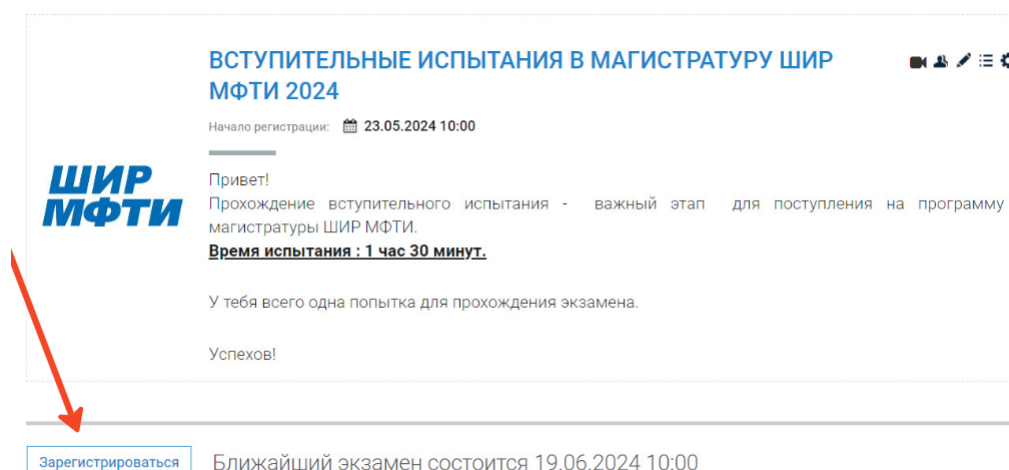 ВСТУПИТЕЛЬНЫЕ ИСПЫТАНИЯ В МАГИСТРАТУРУ ШИР
МФТИ 2024
Начало регистрации: 23.05.2024 10:00
ШИР
МФТИ
Привет!
Прохождение вступительного испытания - важный этап для поступления на программу
магистратуры ШИР МФТИ.
Время испытания : 1 час 30 минут.
У тебя всего одна попытка для прохождения экзамена.
Успехов!
Зарегистрироваться Ближайший экзамен состоится 19.06.2024 10:00